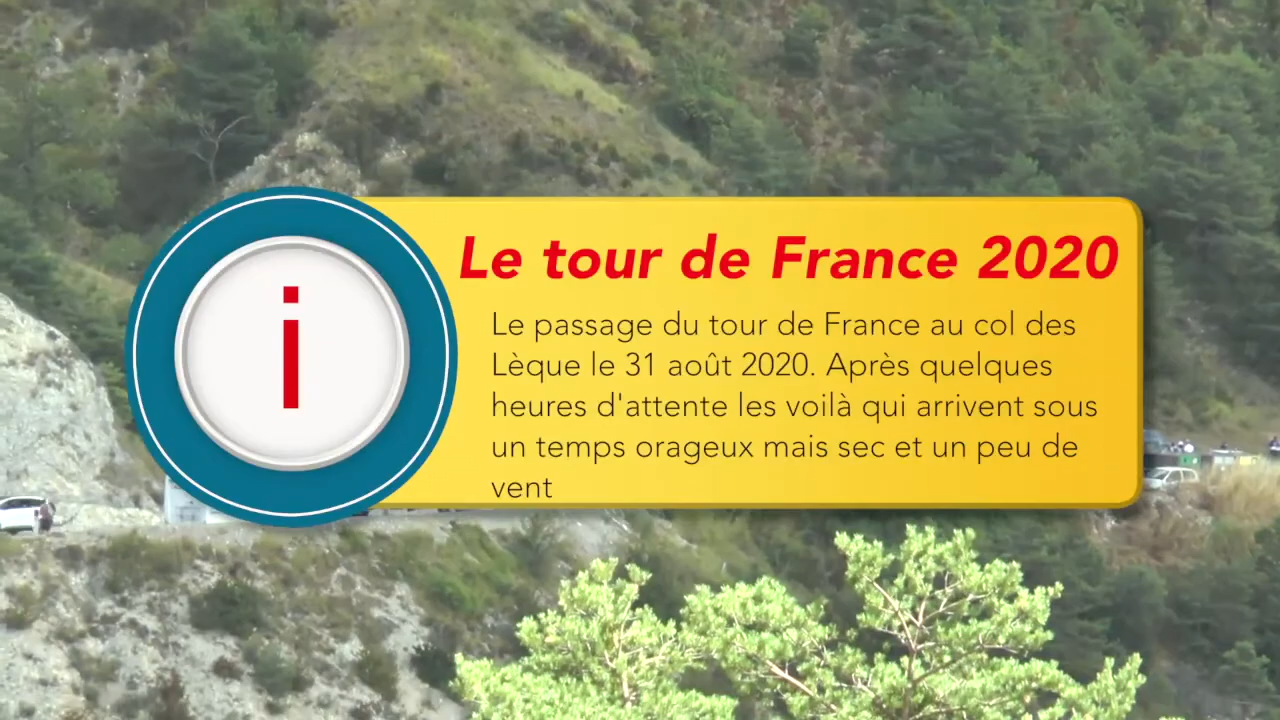 i
Le tour de France 2020
Le passage du tour de France au col des
Lèque le 31 août 2020. Après quelques
heures d'attente les voilà qui arrivent sous
un temps orageux mais sec et un peu de
vent